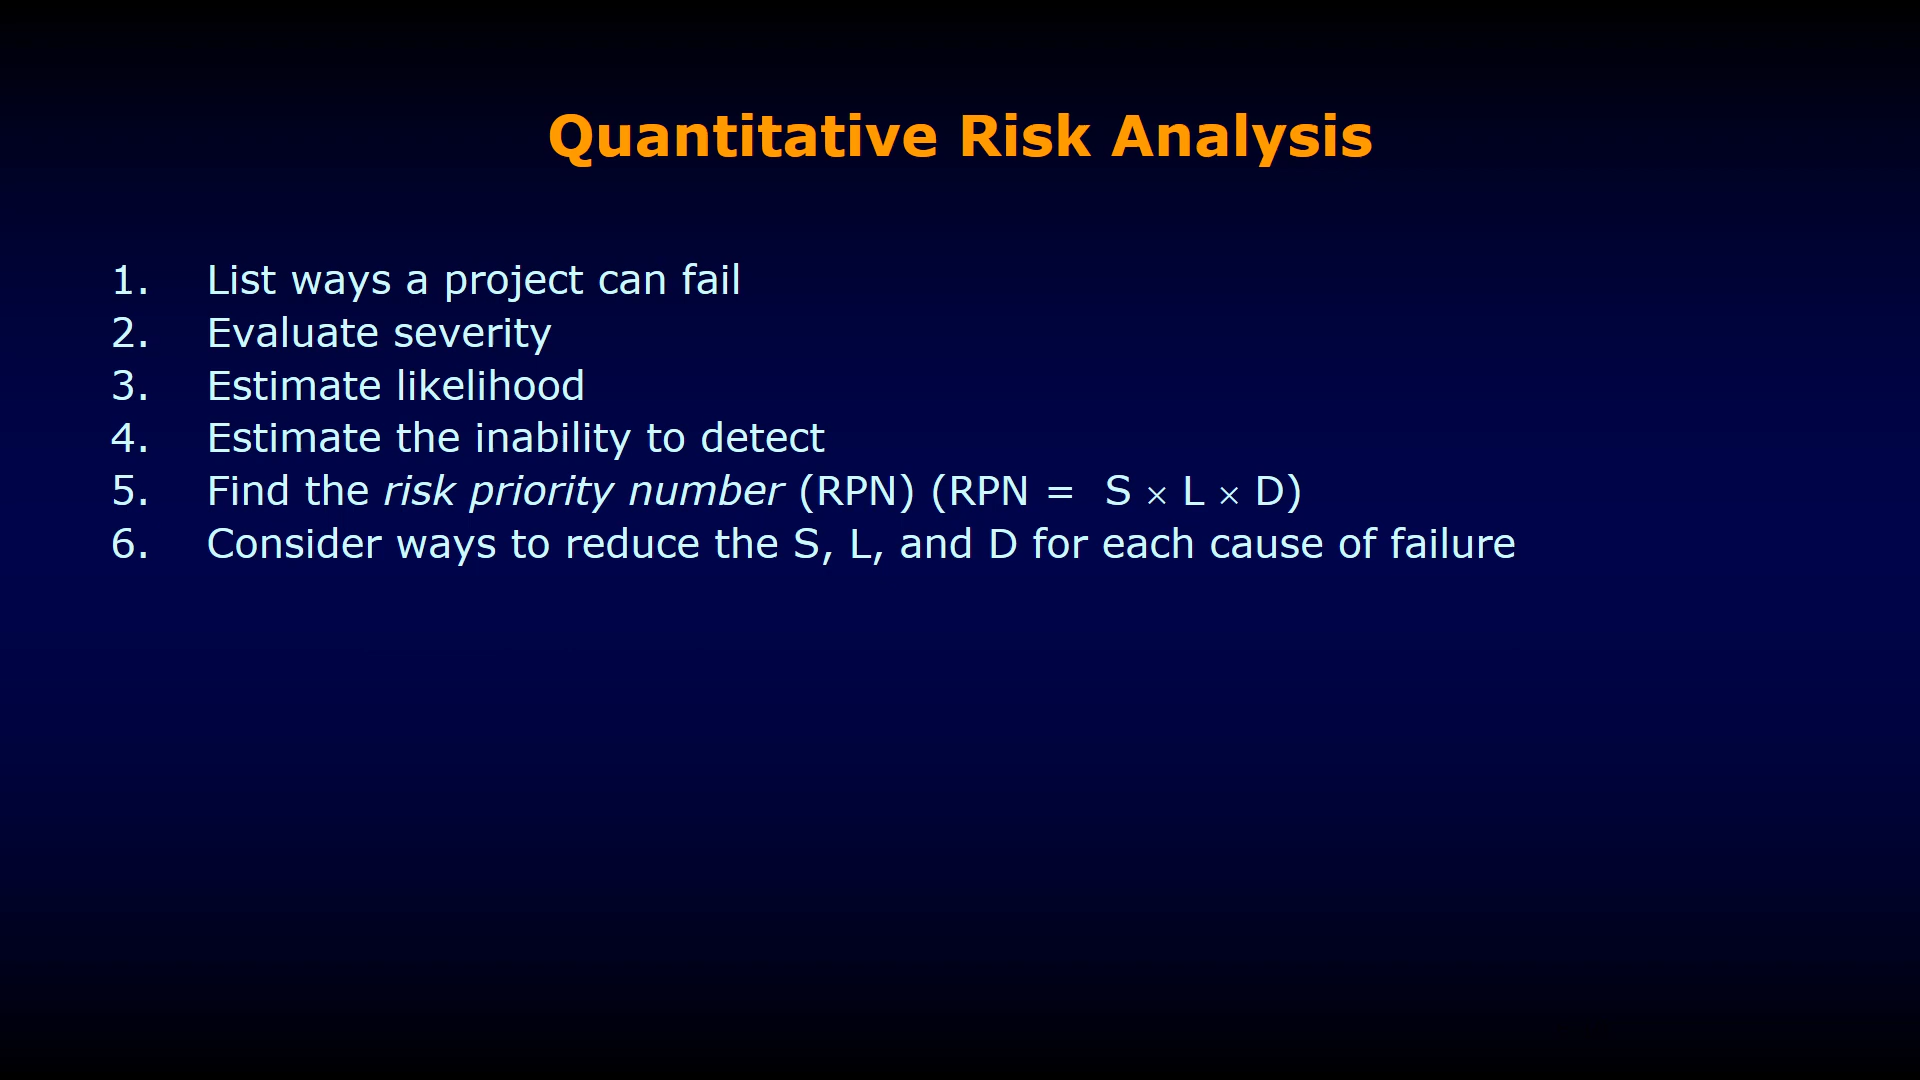 Quantitative Risk Analysis
1. List ways a project can fail
2. Evaluate severity
3. Estimate likelihood
4. Estimate the inability to detect
5. Find the risk priority number (RPN) (RPN =  S × L × D)
6. Consider ways to reduce the S, L, and D for each cause of failure